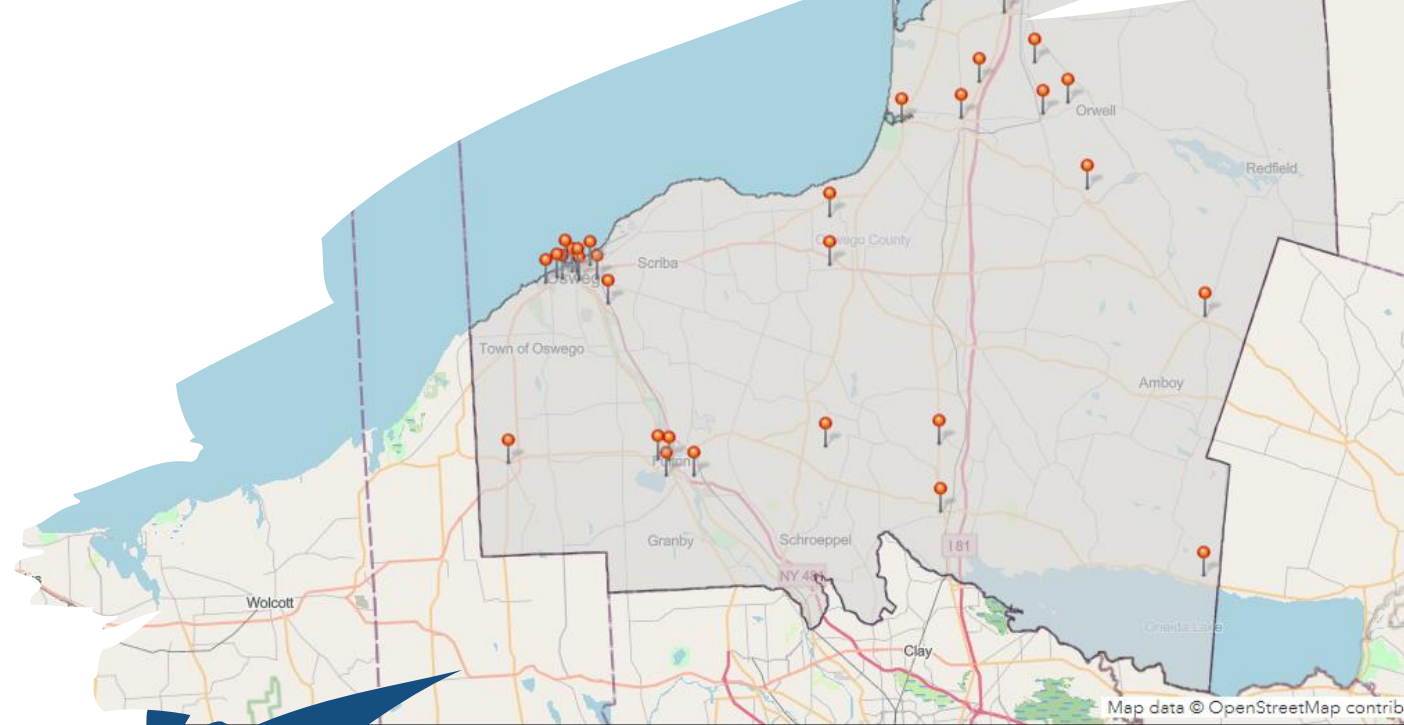 Orwell
Redfield
Oswego County
Scriba
Oswego
Town of Oswego
Amboy
Fulton
Granby
Schroeppel
I 81
NY 481
Wolcott
Oneida Lake
Clay
Map data © OpenStreetMap contrib